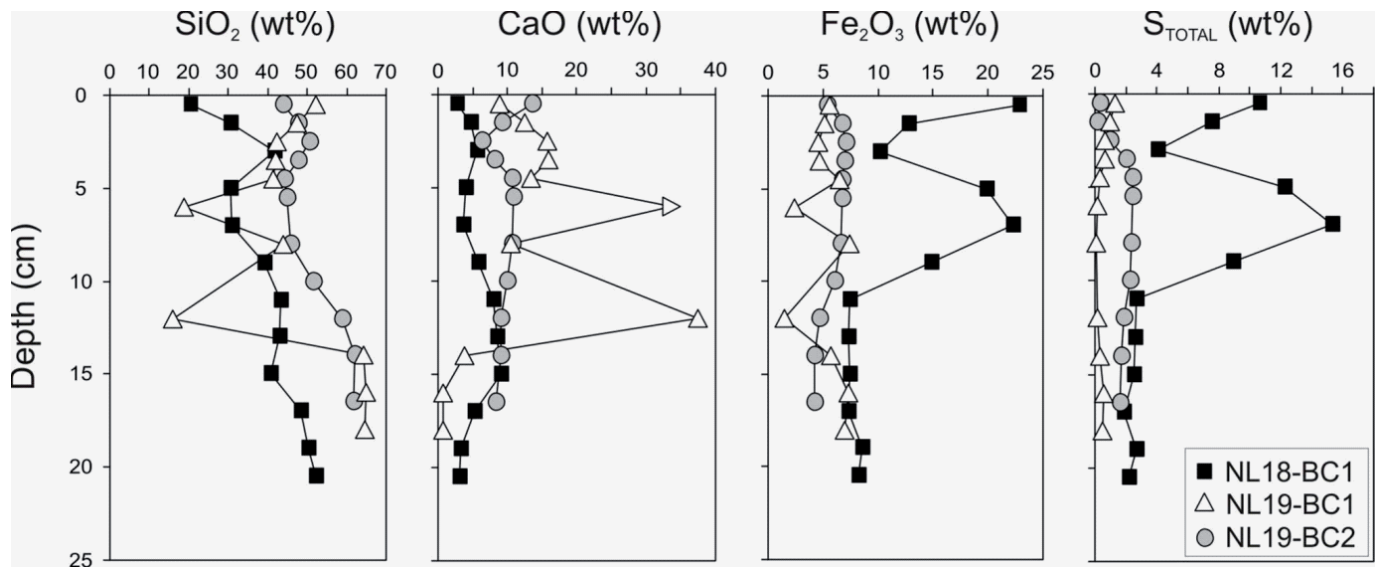 SiO₂ (wt%) CaO (wt%) Fe₂O₃ (wt%) S_TOTAL (wt%)
0 10 20 30 40 50 60 70 0 10 20 30 40 0 5 10 15 20 25 0 4 8 12 16
0
5
10
15
20
25
Depth (cm)
NL18-BC1
NL19-BC1
NL19-BC2